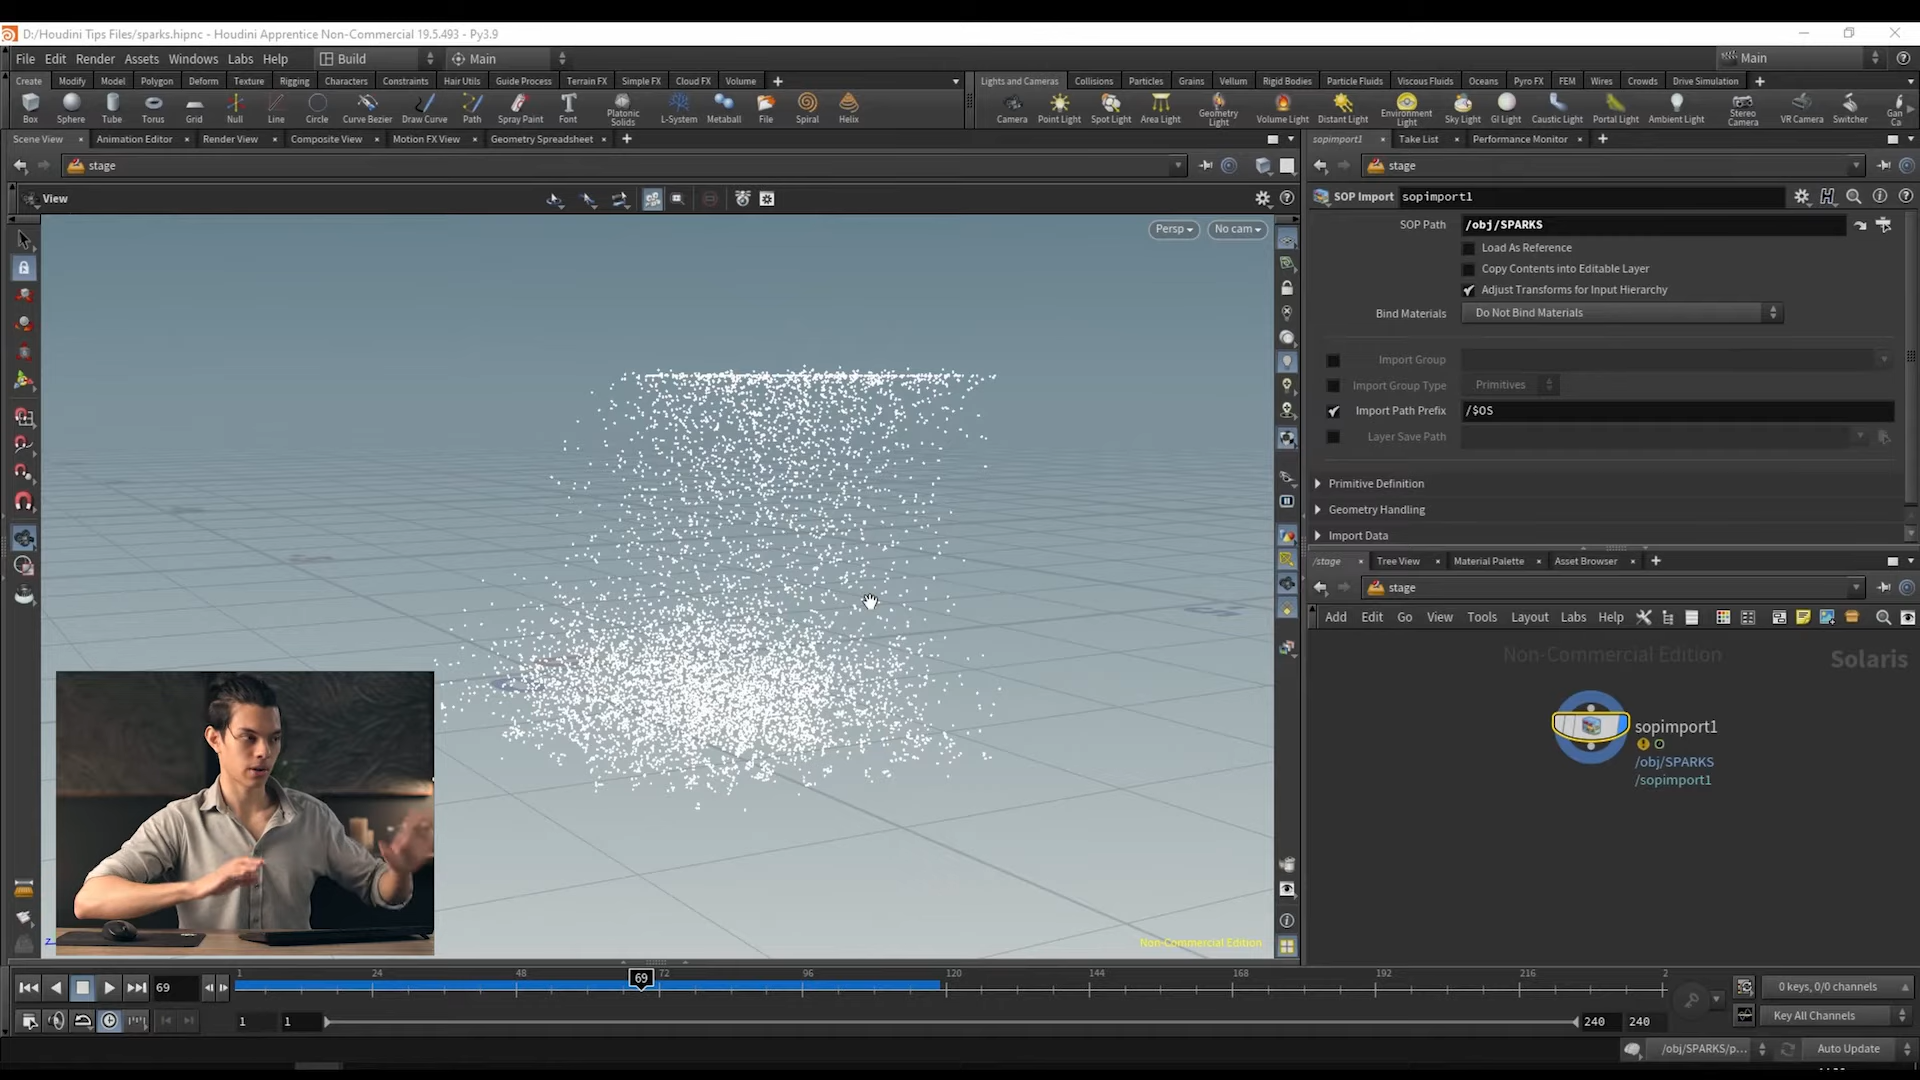 D:/Houdini Tips Files/sparks.hipnc - Houdini Apprentice Non-Commercial 19.5.493 - Py3.9
File Edit Render Assets Windows Labs Help Build Main Main
Create Modify Model Polygon Deform Texture Rigging Characters Constraints Hair Utils Guide Process Terrain FX Simple FX Cloud FX Volume
Lights and Cameras Collisions Particles Grains Vellum Rigid Bodies Particle Fluids Viscous Fluids Oceans Pyro FX FEM Wires Crowds Drive Simulation
Box Sphere Tube Torus Grid Null Line Circle Curve Bezier Draw Curve Path Spray Paint Font Platonic Solids L-System Metaball File Spiral Helix
Camera Point Light Spot Light Area Light Geometry Light Volume Light Distant Light Environment Light Sky Light GI Light Caustic Light Portal Light Ambient Light Stereo Camera VR Camera Switcher Gan Ca
Scene View Animation Editor Render View Composite View Motion FX View Geometry Spreadsheet
sopimport1 Take List Performance Monitor
stage
stage
View
SOP Import sopimport1
SOP Path /obj/SPARKS
Persp No cam
Load As Reference
Copy Contents into Editable Layer
Adjust Transforms for Input Hierarchy
Bind Materials Do Not Bind Materials
Import Group
Import Group Type Primitives
Import Path Prefix /$OS
Layer Save Path
Primitive Definition
Geometry Handling
Import Data
/stage Tree View Material Palette Asset Browser
stage
Add Edit Go View Tools Layout Labs Help
Non-Commercial Edition Solaris
sopimport1
/obj/SPARKS
/sopimport1
Non-Commercial Edition
z
69
1 24 48 69 72 96 120 144 168 192 216 2
0 keys, 0/0 channels
1 1 240 240
Key All Channels
/obj/SPARKS/p... Auto Update